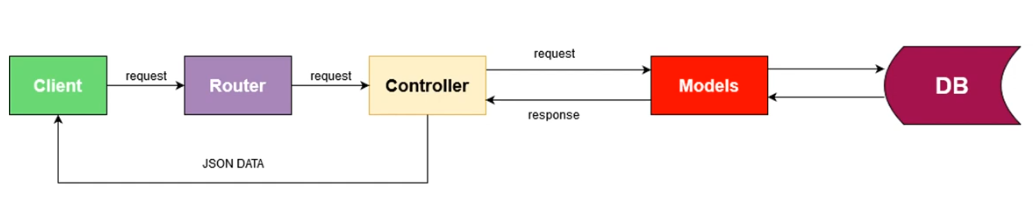 Client
request
Router
request
Controller
request
response
Models
DB
JSON DATA